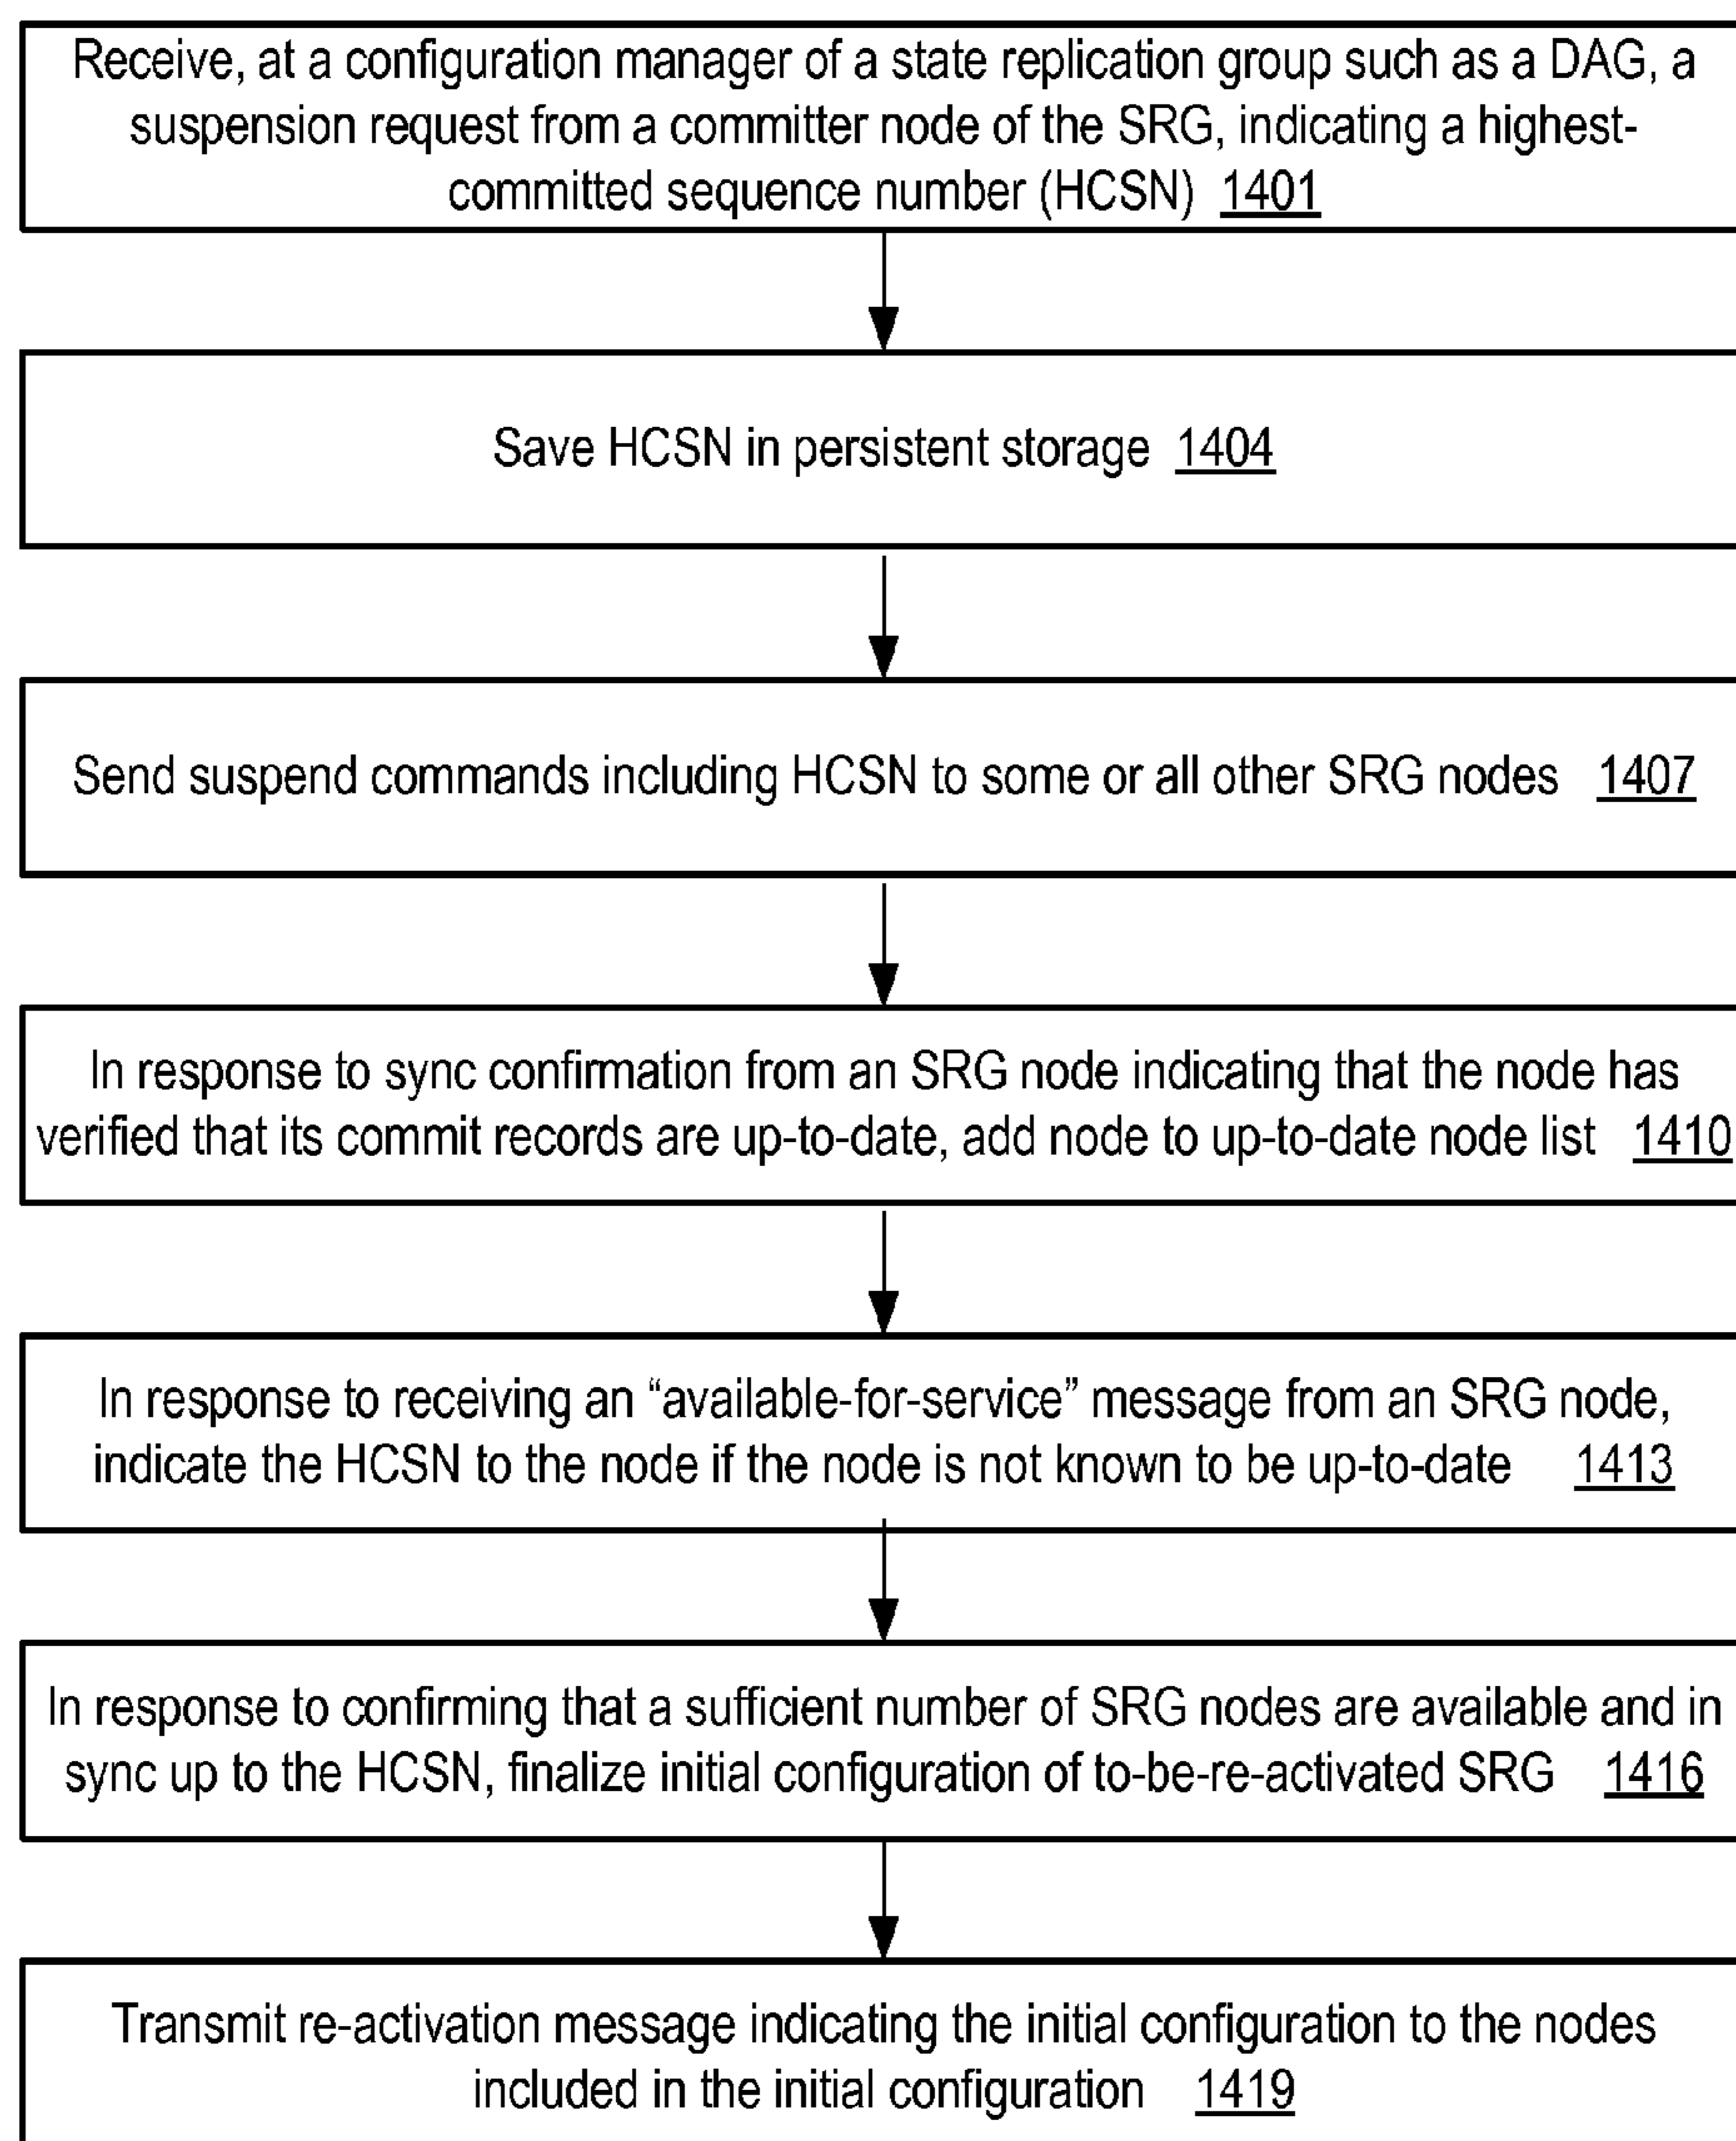 Receive, at a configuration manager of a state replication group such as a DAG, a
suspension request from a committer node of the SRG, indicating a highest-
committed sequence number (HCSN) 1401
Save HCSN in persistent storage 1404
Send suspend commands including HCSN to some or all other SRG nodes 1407
In response to sync confirmation from an SRG node indicating that the node has
verified that its commit records are up-to-date, add node to up-to-date node list 1410
In response to receiving an “available-for-service” message from an SRG node,
indicate the HCSN to the node if the node is not known to be up-to-date 1413
In response to confirming that a sufficient number of SRG nodes are available and in
sync up to the HCSN, finalize initial configuration of to-be-re-activated SRG 1416
Transmit re-activation message indicating the initial configuration to the nodes
included in the initial configuration 1419